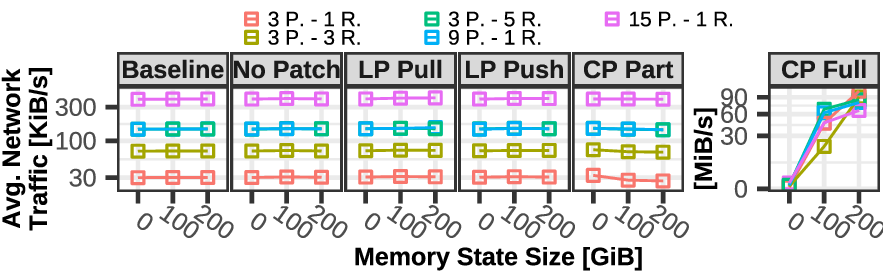 3 P. - 1 R.
3 P. - 5 R.
15 P. - 1 R.
3 P. - 3 R.
9 P. - 1 R.
Baseline
No Patch
LP Pull
LP Push
CP Part
CP Full
Avg. Network
Traffic [KiB/s]
300
100
30
[MiB/s]
90
60
30
0
0
100
200
0
100
200
0
100
200
0
100
200
0
100
200
0
100
200
Memory State Size [GiB]